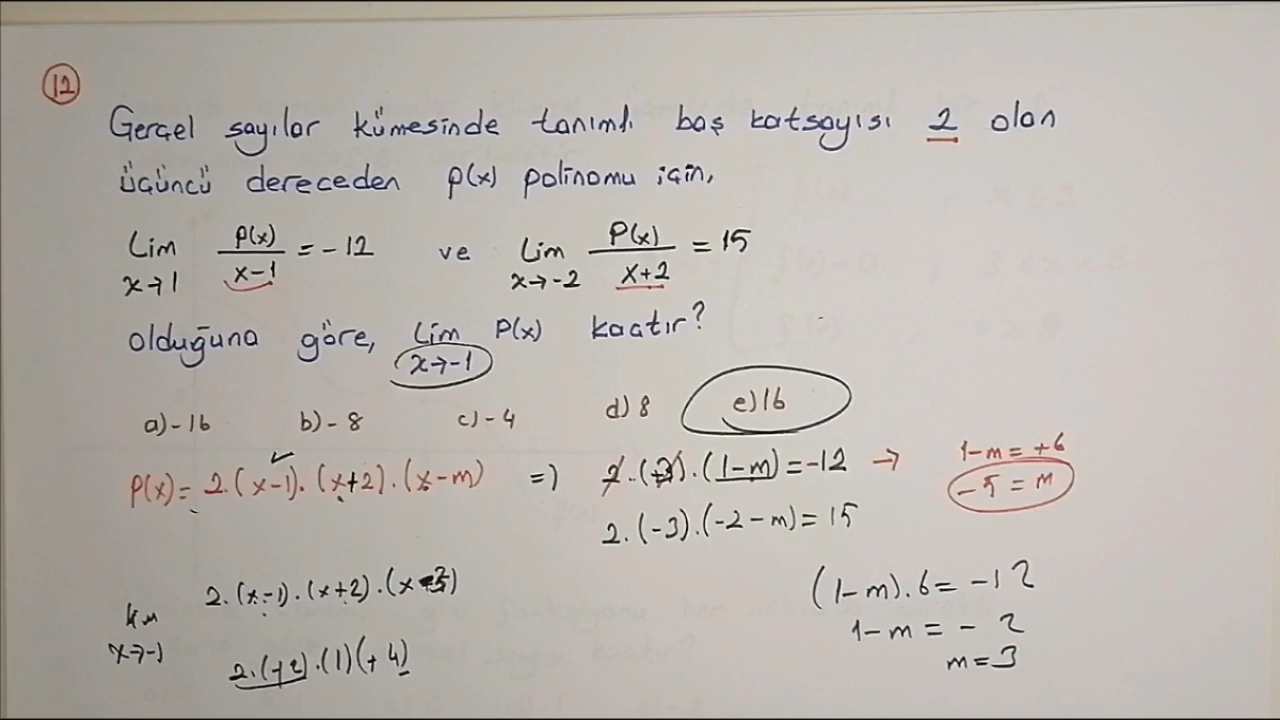 12
Gerçel sayılar kümesinde tanımlı baş katsayısı 2 olan
üçüncü dereceden P(x) polinomu için,
Lim x→1 P(x)/x-1 = -12 ve Lim x→-2 P(x)/x+2 = 15
olduğuna göre, Lim x→-1 P(x) kaçtır?
a) -16 b) -8 c) -4 d) 8 e) 16
P(x) = 2.(x-1).(x+2).(x-m) =) 2.(+3).(1-m) = -12 → 1-m = +6
-5 = m
2.(-3).(-2-m) = 15
Lim x→-1 2.(x-1).(x+2).(x-3)
2.(+2).(1)(+4)
(1-m).6 = -12
1-m = -2
m = 3